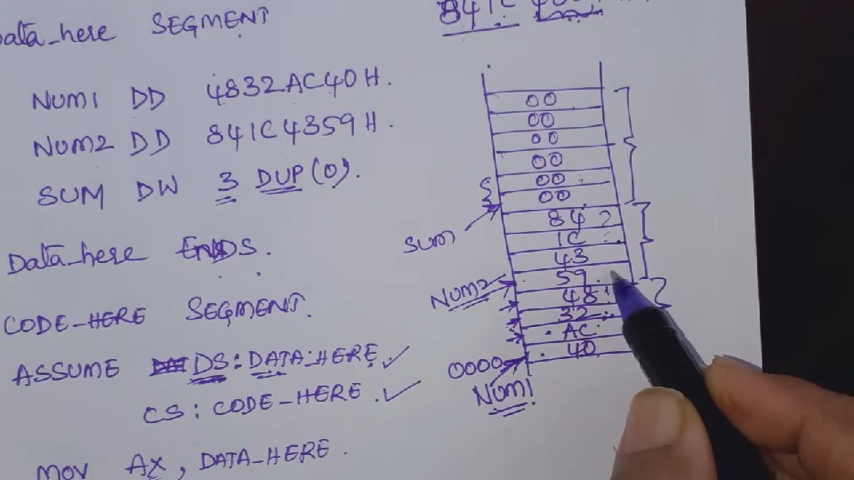 Data_here SEGMENT
NUM1 DD 4832AC40H.
NUM2 DD 841C4359H.
SUM DW 3 DUP(0).
Data_here ENDS.
CODE-HERE SEGMENT.
ASSUME DS: DATA-HERE
CS: CODE-HERE
MOV AX, DATA-HERE.
841C
00
00
00
00
00
00
SUM
84
1C
43
NUM2
59
48
32
AC
0000
40
NUM1